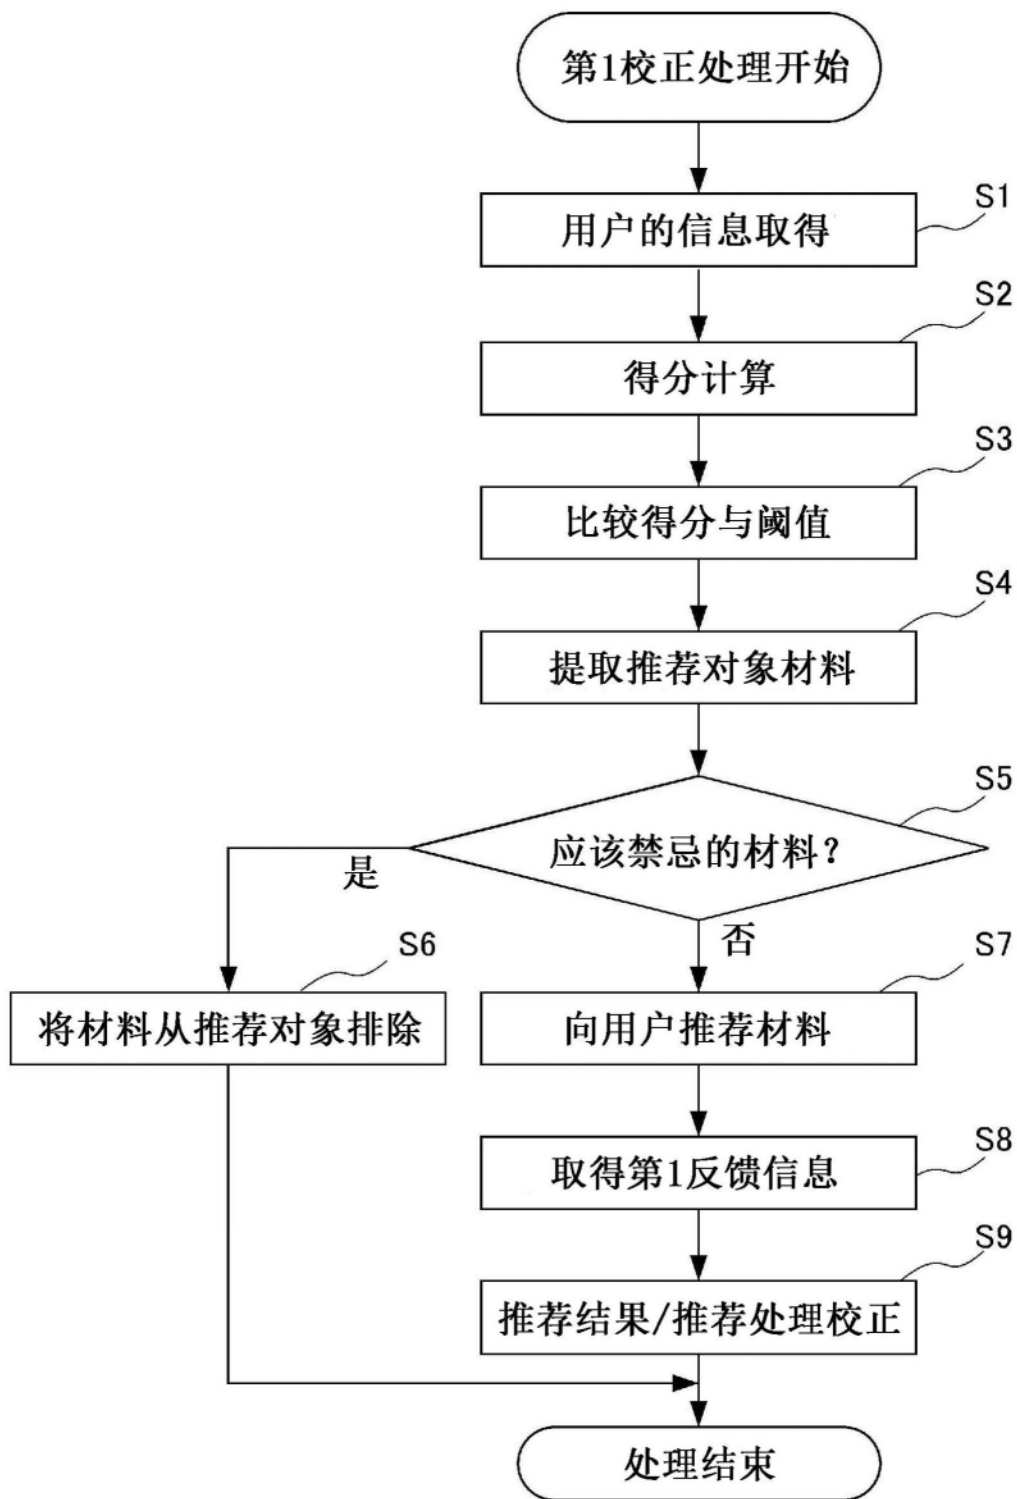 第1校正处理开始
S1
用户的信息取得
S2
得分计算
S3
比较得分与阈值
S4
提取推荐对象材料
S5
应该禁忌的材料?
是
否
S6
将材料从推荐对象排除
S7
向用户推荐材料
S8
取得第1反馈信息
S9
推荐结果/推荐处理校正
处理结束